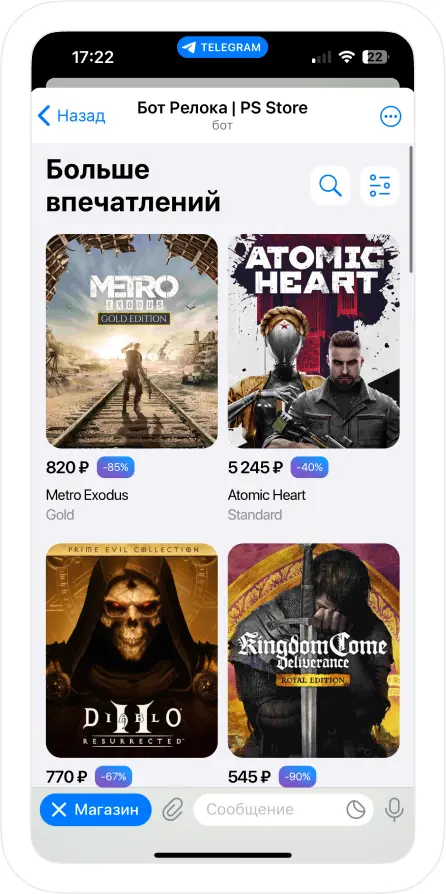 17:22
TELEGRAM
22
Назад
Бот Релока | PS Store
бот
Больше
впечатлений
METRO
EXODUS
GOLD EDITION
ATOMIC
HEART
820 ₽ -85%
5 245 ₽ -40%
Metro Exodus
Gold
Atomic Heart
Standard
PRIME EVIL COLLECTION
DIABLO
II
RESURRECTED
Kingdom Come
Deliverance
ROYAL EDITION
770 ₽ -67%
545 ₽ -90%
Магазин
Сообщение